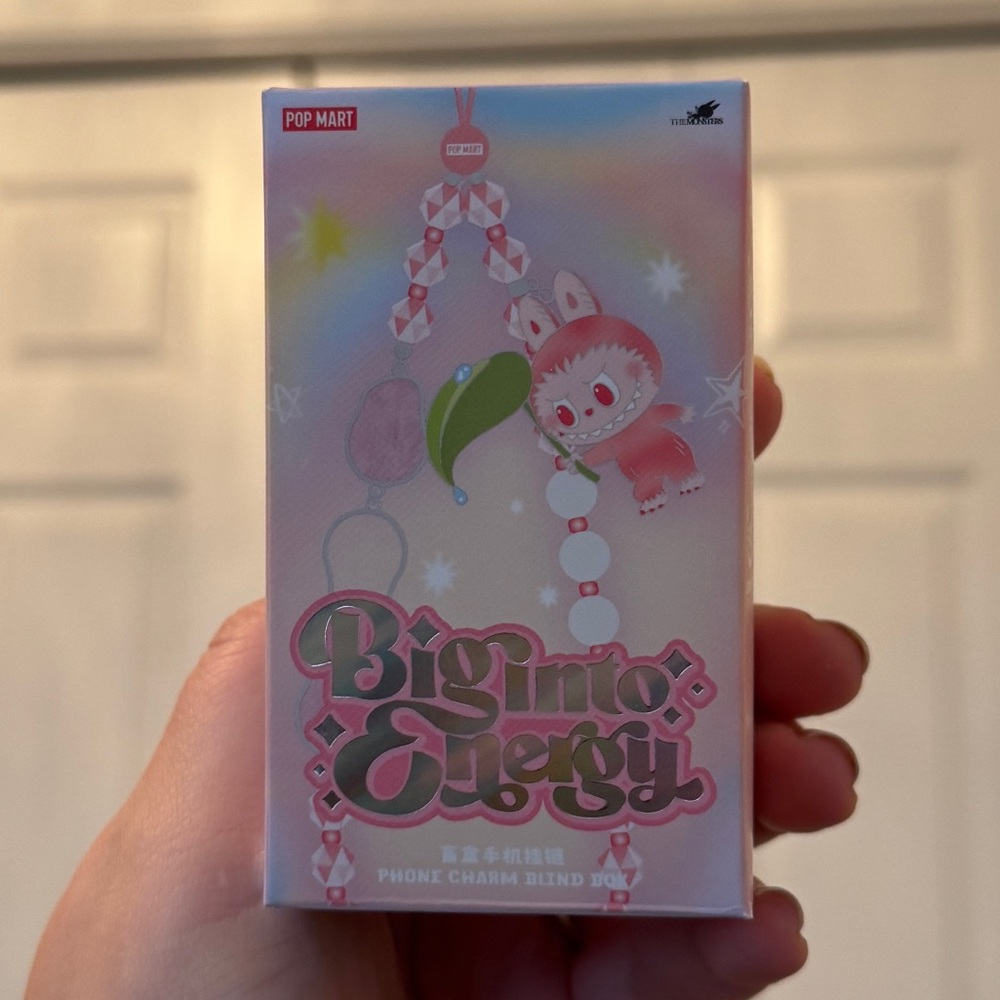 POP MART
THE MONSTERS
POP MART
Big into
Energy
盲盒手机挂链
PHONE CHARM BLIND BOX